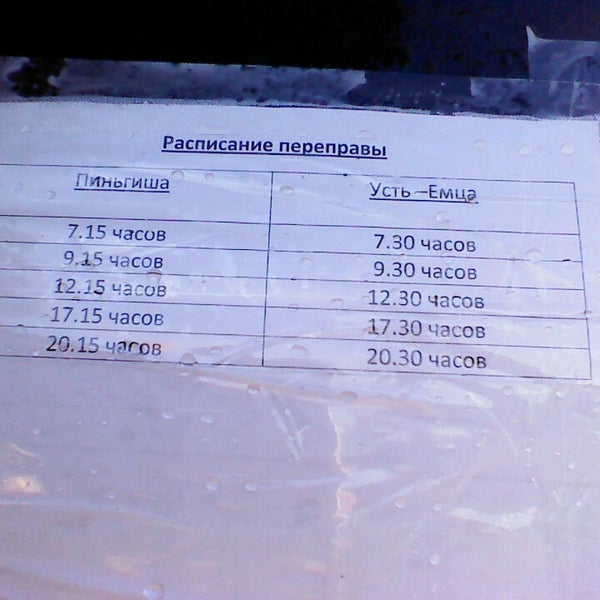 Расписание переправы
Пиньгиша Усть –Емца
7.15 часов 7.30 часов
9.15 часов 9.30 часов
12.15 часов 12.30 часов
17.15 часов 17.30 часов
20.15 часов 20.30 часов